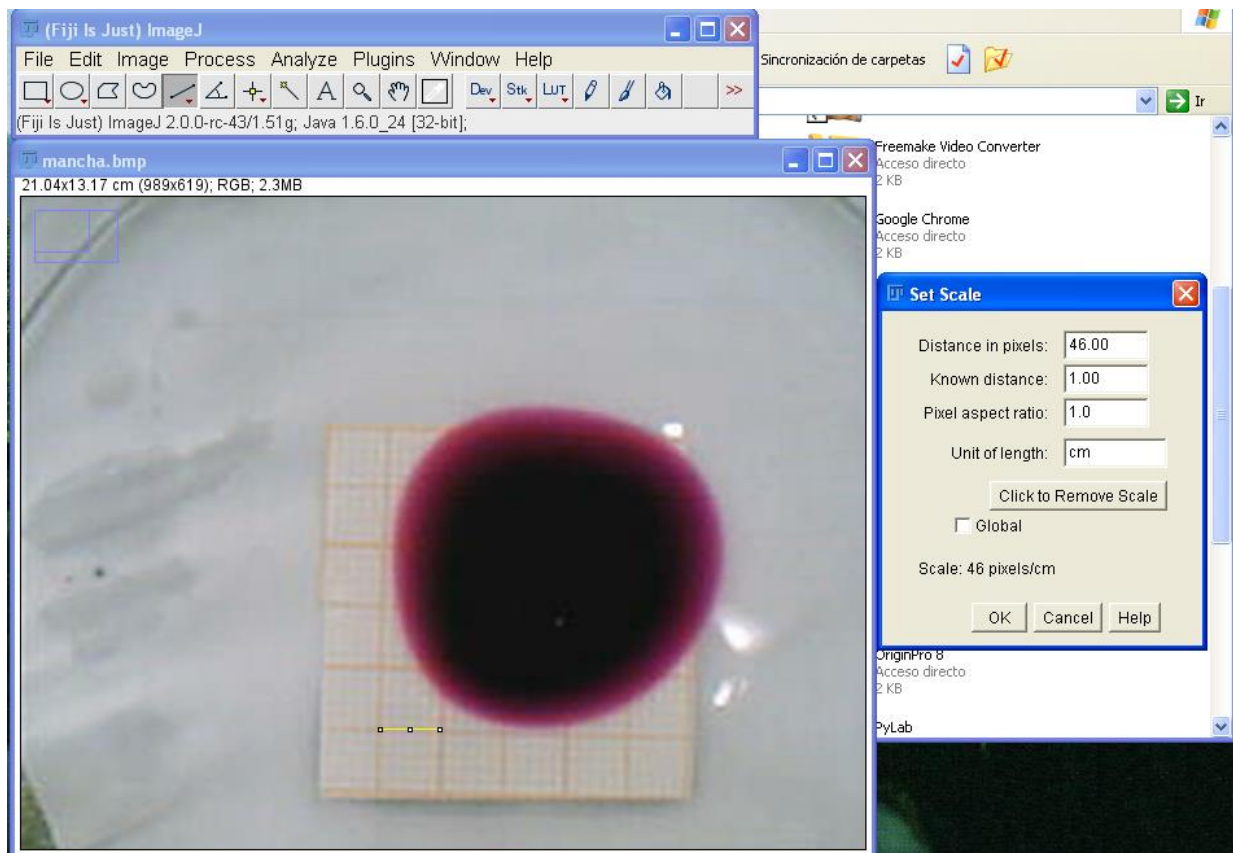 (Fiji Is Just) ImageJ
File Edit Image Process Analyze Plugins Window Help
A Dev Stk LUT >>
(Fiji Is Just) ImageJ 2.0.0-rc-43/1.51g; Java 1.6.0_24 [32-bit];
mancha.bmp
21.04x13.17 cm (989x619); RGB; 2.3MB
Sincronización de carpetas
Ir
Freemake Video Converter
Acceso directo
2 KB
Google Chrome
Acceso directo
2 KB
Set Scale
Distance in pixels: 46.00
Known distance: 1.00
Pixel aspect ratio: 1.0
Unit of length: cm
Click to Remove Scale
Global
Scale: 46 pixels/cm
OK Cancel Help
OriginPro 8
Acceso directo
2 KB
PyLab